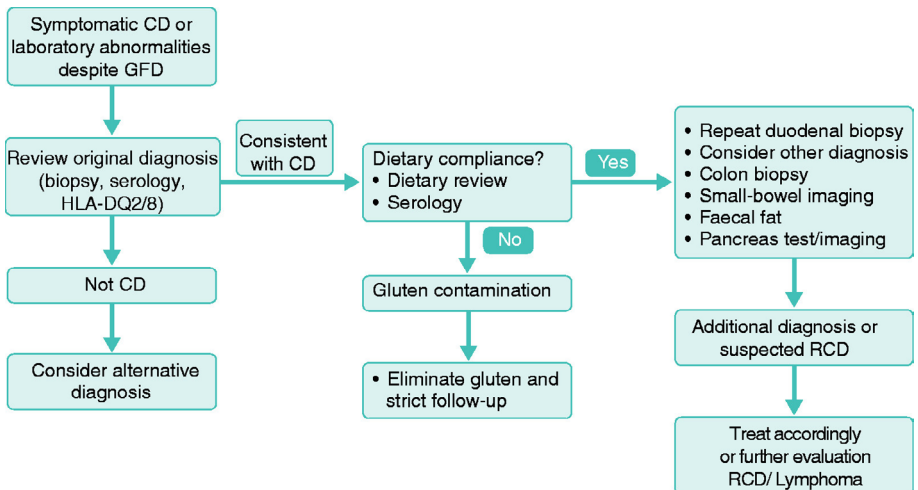 Symptomatic CD or
laboratory abnormalities
despite GFD
Review original diagnosis
(biopsy, serology,
HLA-DQ2/8)
Not CD
Consider alternative
diagnosis
Consistent
with CD
Dietary compliance?
• Dietary review
• Serology
No
Gluten contamination
• Eliminate gluten and
strict follow-up
Yes
• Repeat duodenal biopsy
• Consider other diagnosis
• Colon biopsy
• Small-bowel imaging
• Faecal fat
• Pancreas test/imaging
Additional diagnosis or
suspected RCD
Treat accordingly
or further evaluation
RCD/ Lymphoma